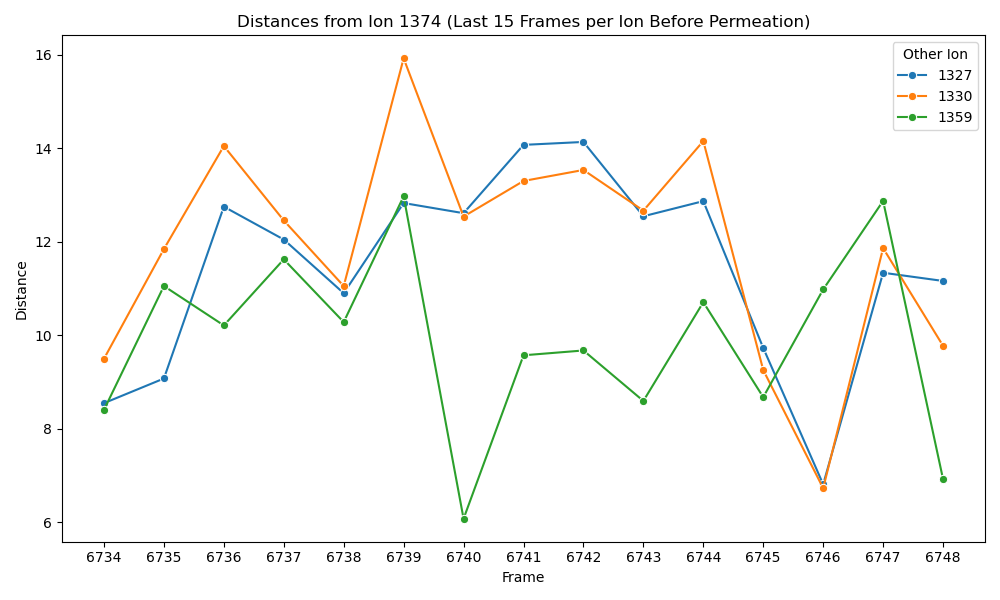 Distances from Ion 1374 (Last 15 Frames per Ion Before Permeation)
Other Ion
1327
1330
1359
Distance
16
14
12
10
8
6
6734 6735 6736 6737 6738 6739 6740 6741 6742 6743 6744 6745 6746 6747 6748
Frame